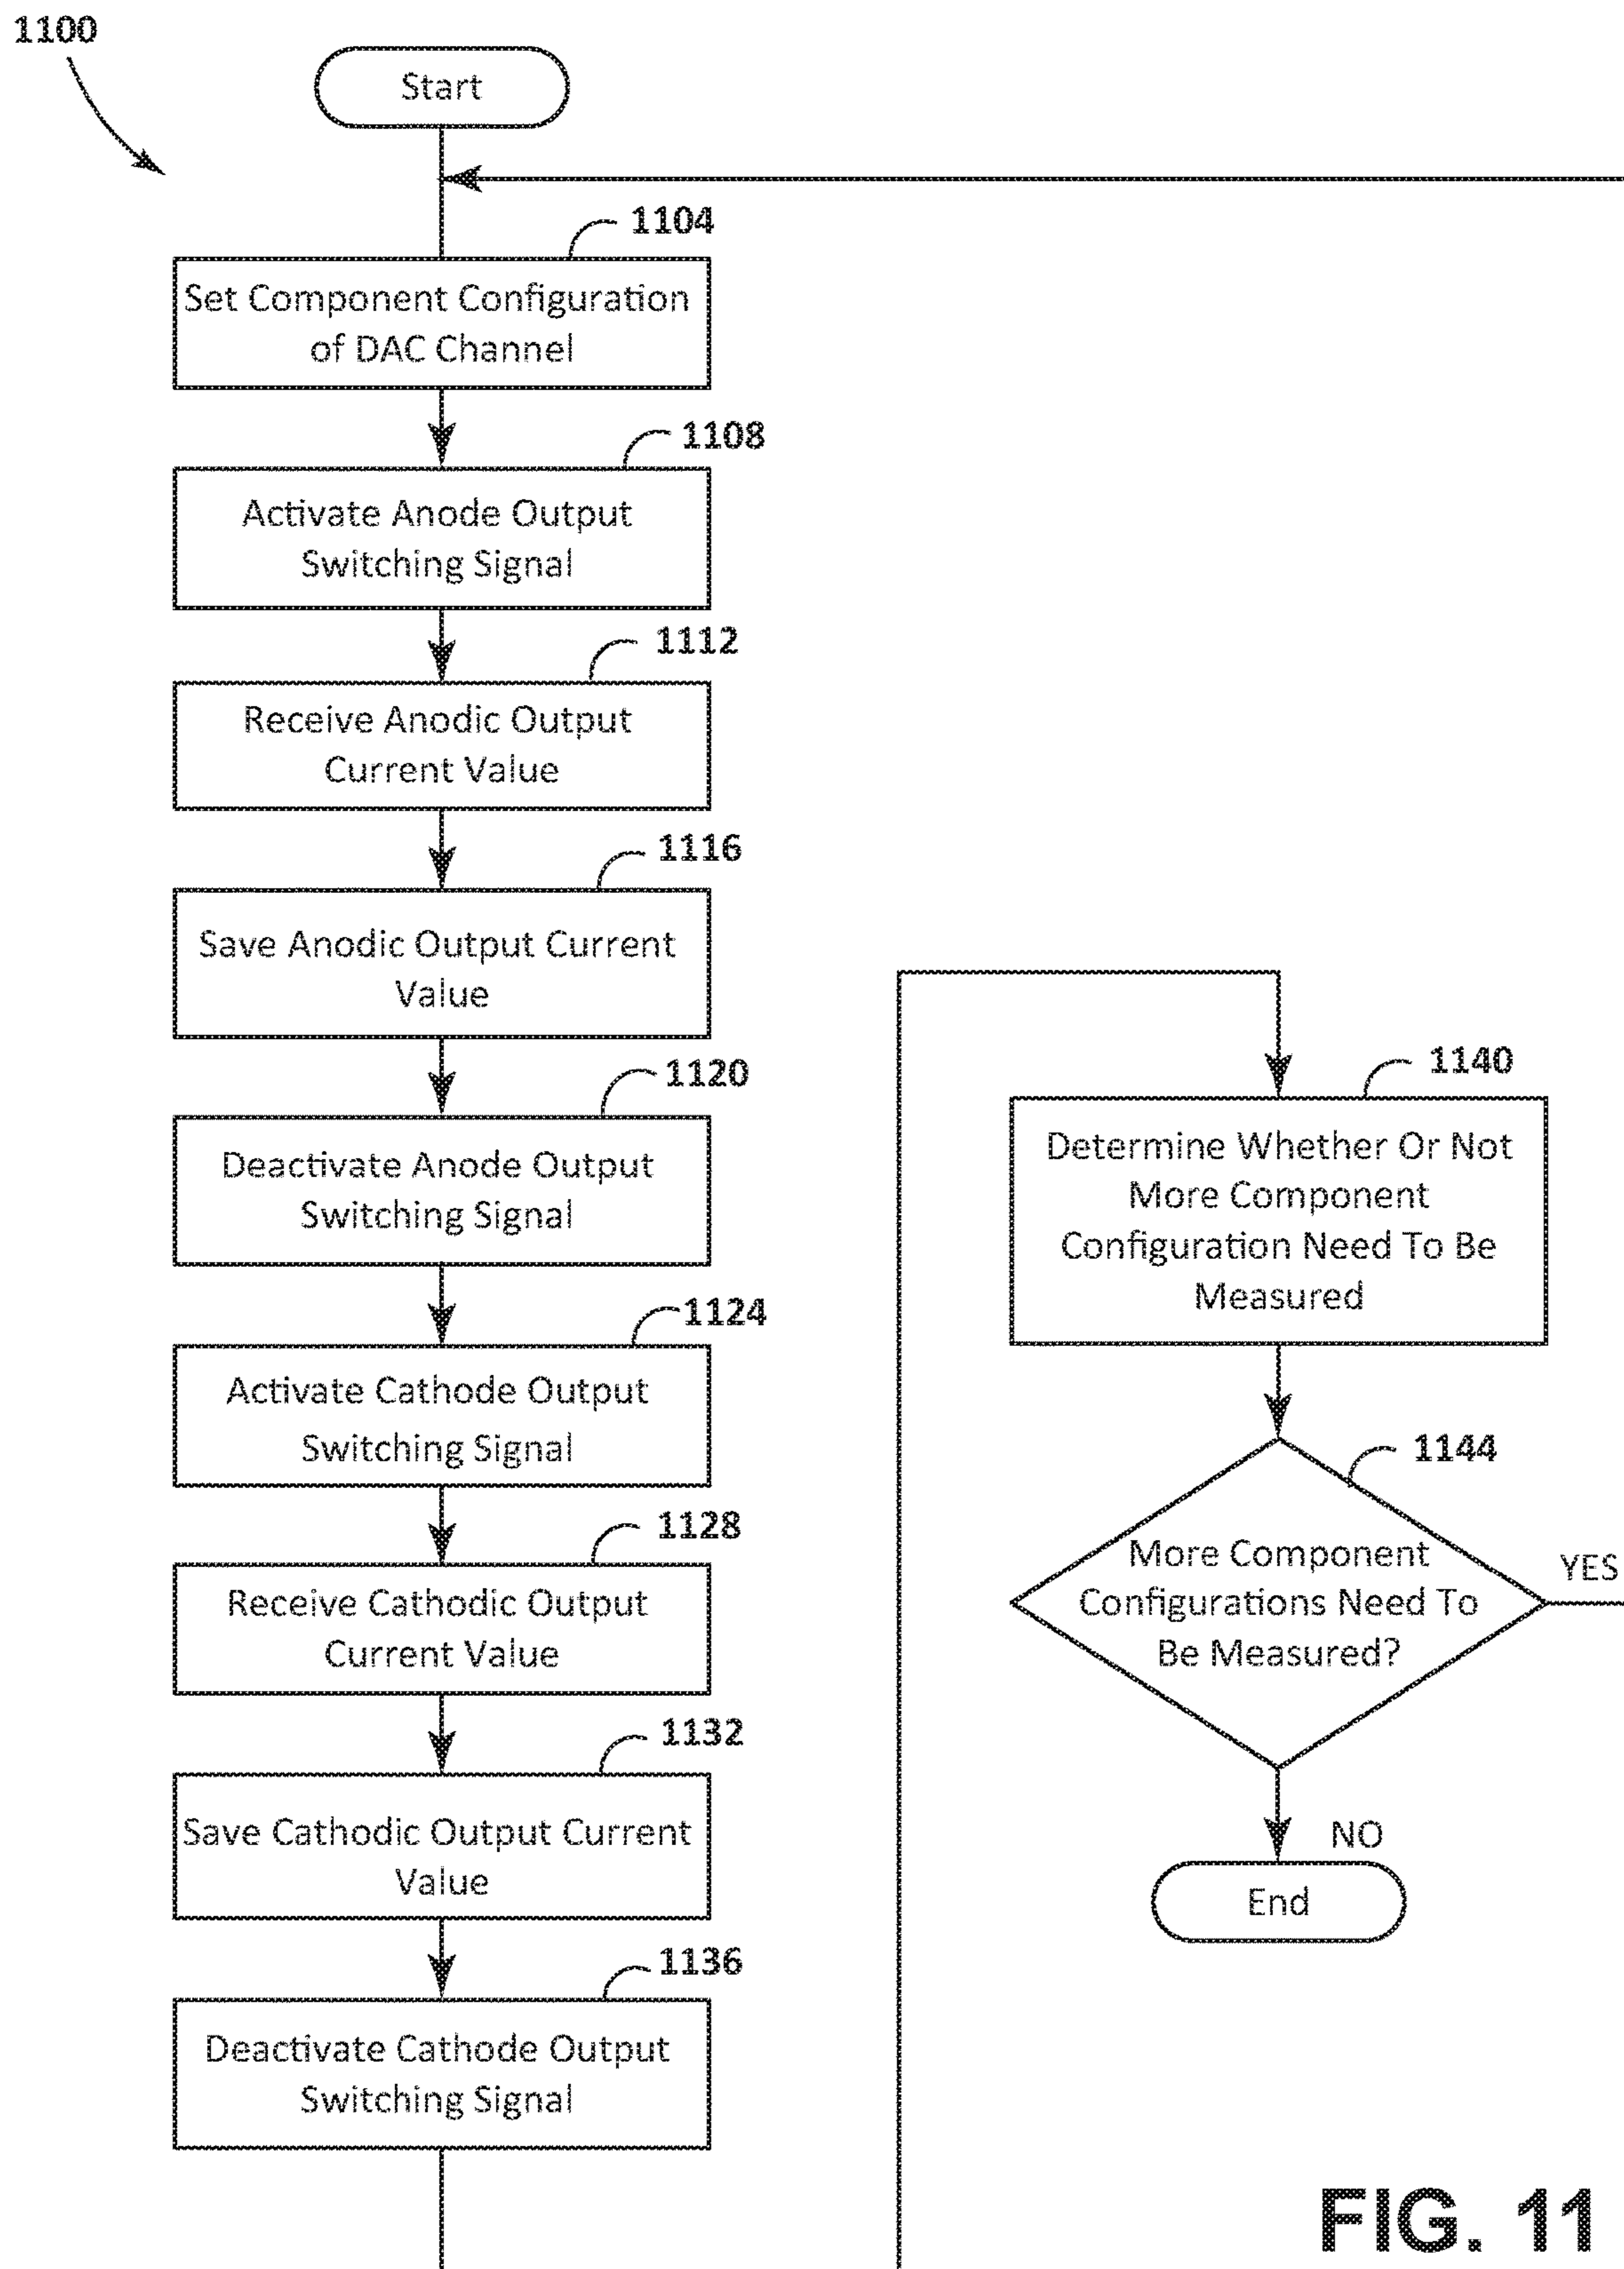 1100
Start
1104
Set Component Configuration
of DAC Channel
1108
Activate Anode Output
Switching Signal
1112
Receive Anodic Output
Current Value
1116
Save Anodic Output Current
Value
1120
Deactivate Anode Output
Switching Signal
1124
Activate Cathode Output
Switching Signal
1128
Receive Cathodic Output
Current Value
1132
Save Cathodic Output Current
Value
1136
Deactivate Cathode Output
Switching Signal
1140
Determine Whether Or Not
More Component
Configuration Need To Be
Measured
1144
More Component
Configurations Need To
Be Measured?
YES
NO
End
FIG. 11